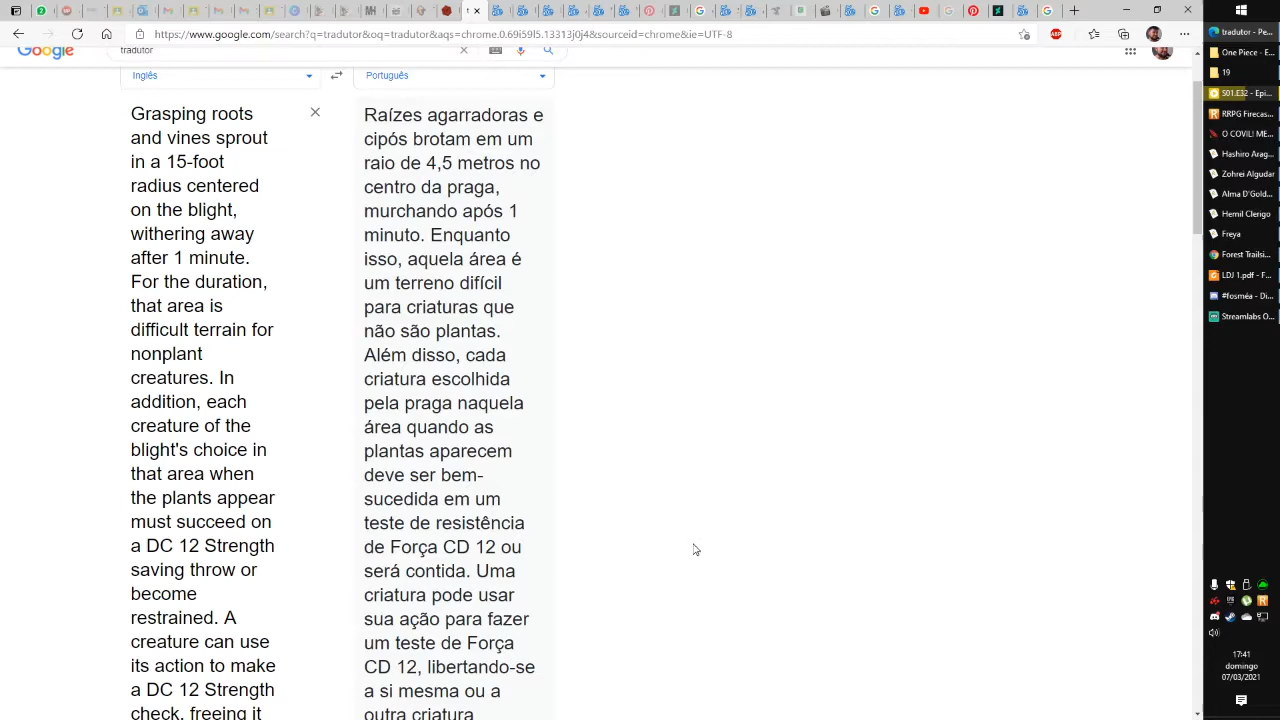 https://www.google.com/search?q=tradutor&oq=tradutor&aqs=chrome.0.69i59l5.13313j0j4&sourceid=chrome&ie=UTF-8
Google
tradutor
Inglês
Português
Grasping roots
and vines sprout
in a 15-foot
radius centered
on the blight,
withering away
after 1 minute.
For the duration,
that area is
difficult terrain for
nonplant
creatures. In
addition, each
creature of the
blight's choice in
that area when
the plants appear
must succeed on
a DC 12 Strength
saving throw or
become
restrained. A
creature can use
its action to make
a DC 12 Strength
check, freeing it
Raízes agarradoras e
cipós brotam em um
raio de 4,5 metros no
centro da praga,
murchando após 1
minuto. Enquanto
isso, aquela área é
um terreno difícil
para criaturas que
não são plantas.
Além disso, cada
criatura escolhida
pela praga naquela
área quando as
plantas aparecem
deve ser bem-
sucedida em um
teste de resistência
de Força CD 12 ou
será contida. Uma
criatura pode usar
sua ação para fazer
um teste de Força
CD 12, libertando-se
a si mesma ou a
outra criatura
tradutor - Pe...
One Piece - E...
19
S01.E32 - Epi...
RRPG Firecas...
O COVIL! ME...
Hashiro Arag...
Zohrei Algudar
Alma D'Gold...
Hemil Clerigo
Freya
Forest Trailsi...
LDJ 1.pdf - F...
#fosméa - Di...
Streamlabs O...
17:41
domingo
07/03/2021